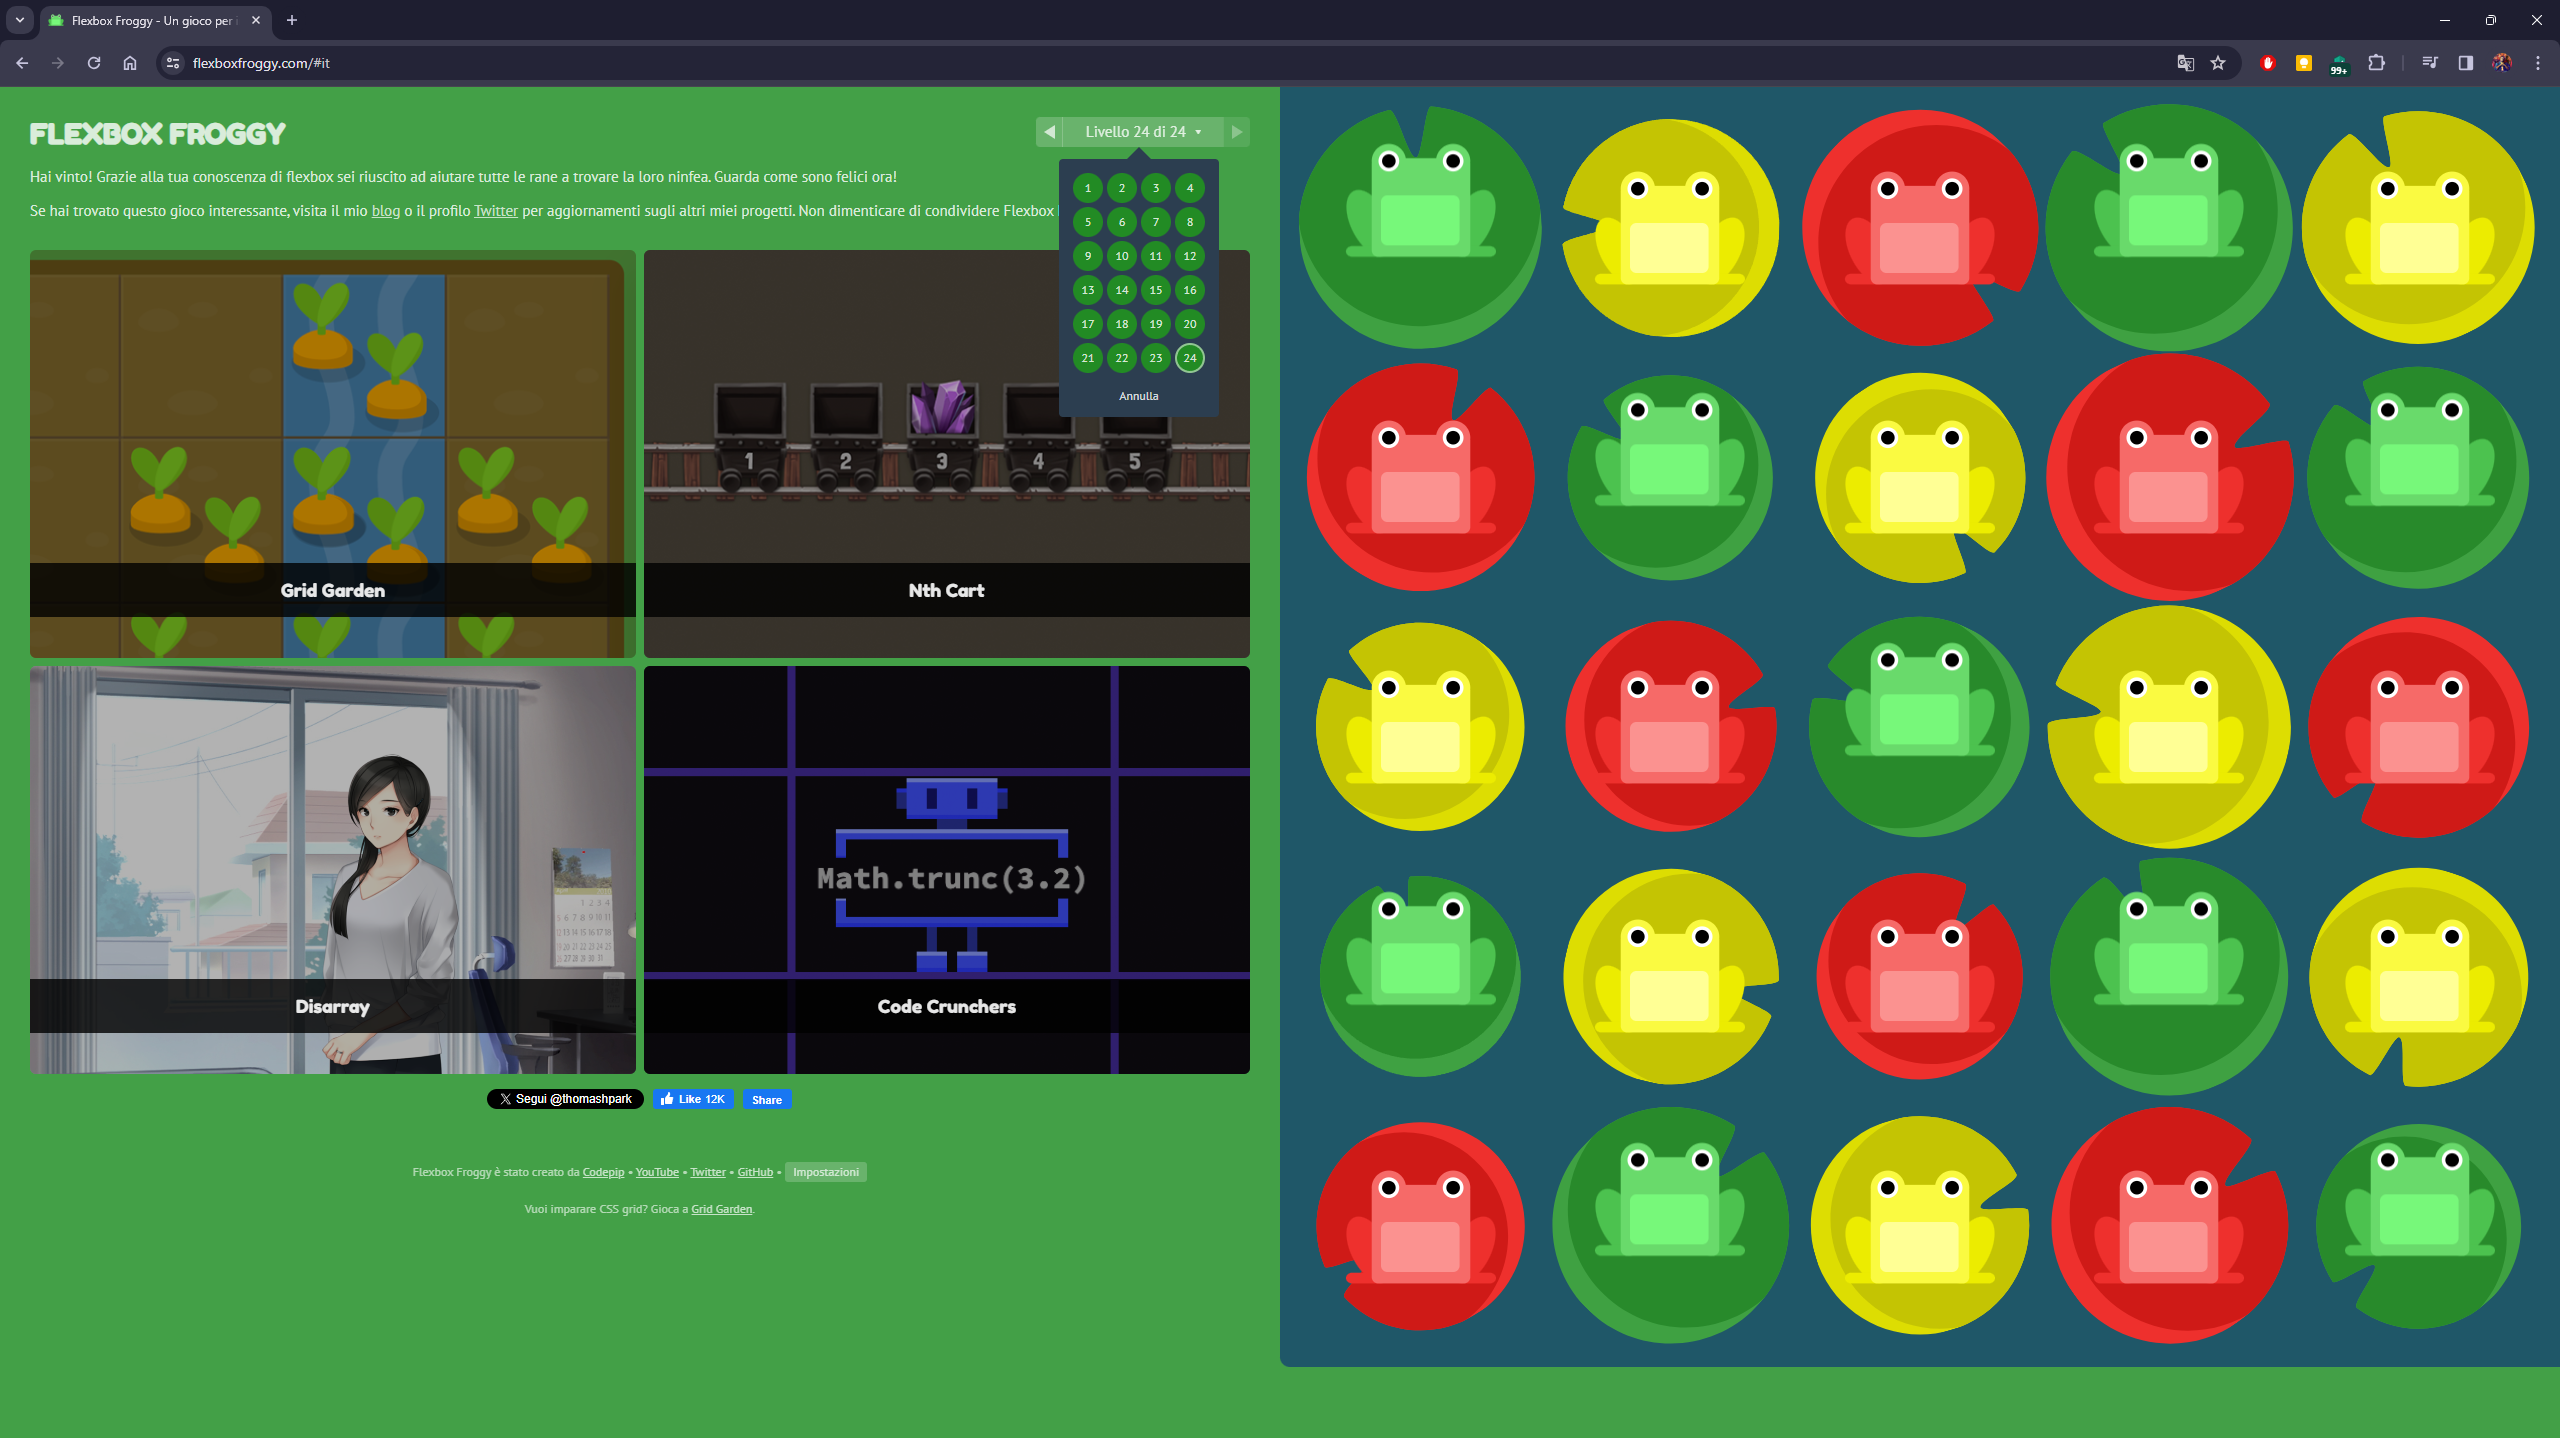 Flexbox Froggy - Un gioco per i
flexboxfroggy.com/#it
99+
FLEXBOX FROGGY
Livello 24 di 24
Hai vinto! Grazie alla tua conoscenza di flexbox sei riuscito ad aiutare tutte le rane a trovare la loro ninfea. Guarda come sono felici ora!
Se hai trovato questo gioco interessante, visita il mio blog o il profilo Twitter per aggiornamenti sugli altri miei progetti. Non dimenticare di condividere Flexbox
1 2 3 4
5 6 7 8
9 10 11 12
13 14 15 16
17 18 19 20
21 22 23 24
Annulla
1 2 3 4 5
Grid Garden
Nth Cart
Math.trunc(3.2)
Disarray
Code Crunchers
Segui @thomashpark
Like 12K
Share
Flexbox Froggy è stato creato da Codepip • YouTube • Twitter • GitHub • Impostazioni
Vuoi imparare CSS grid? Gioca a Grid Garden.